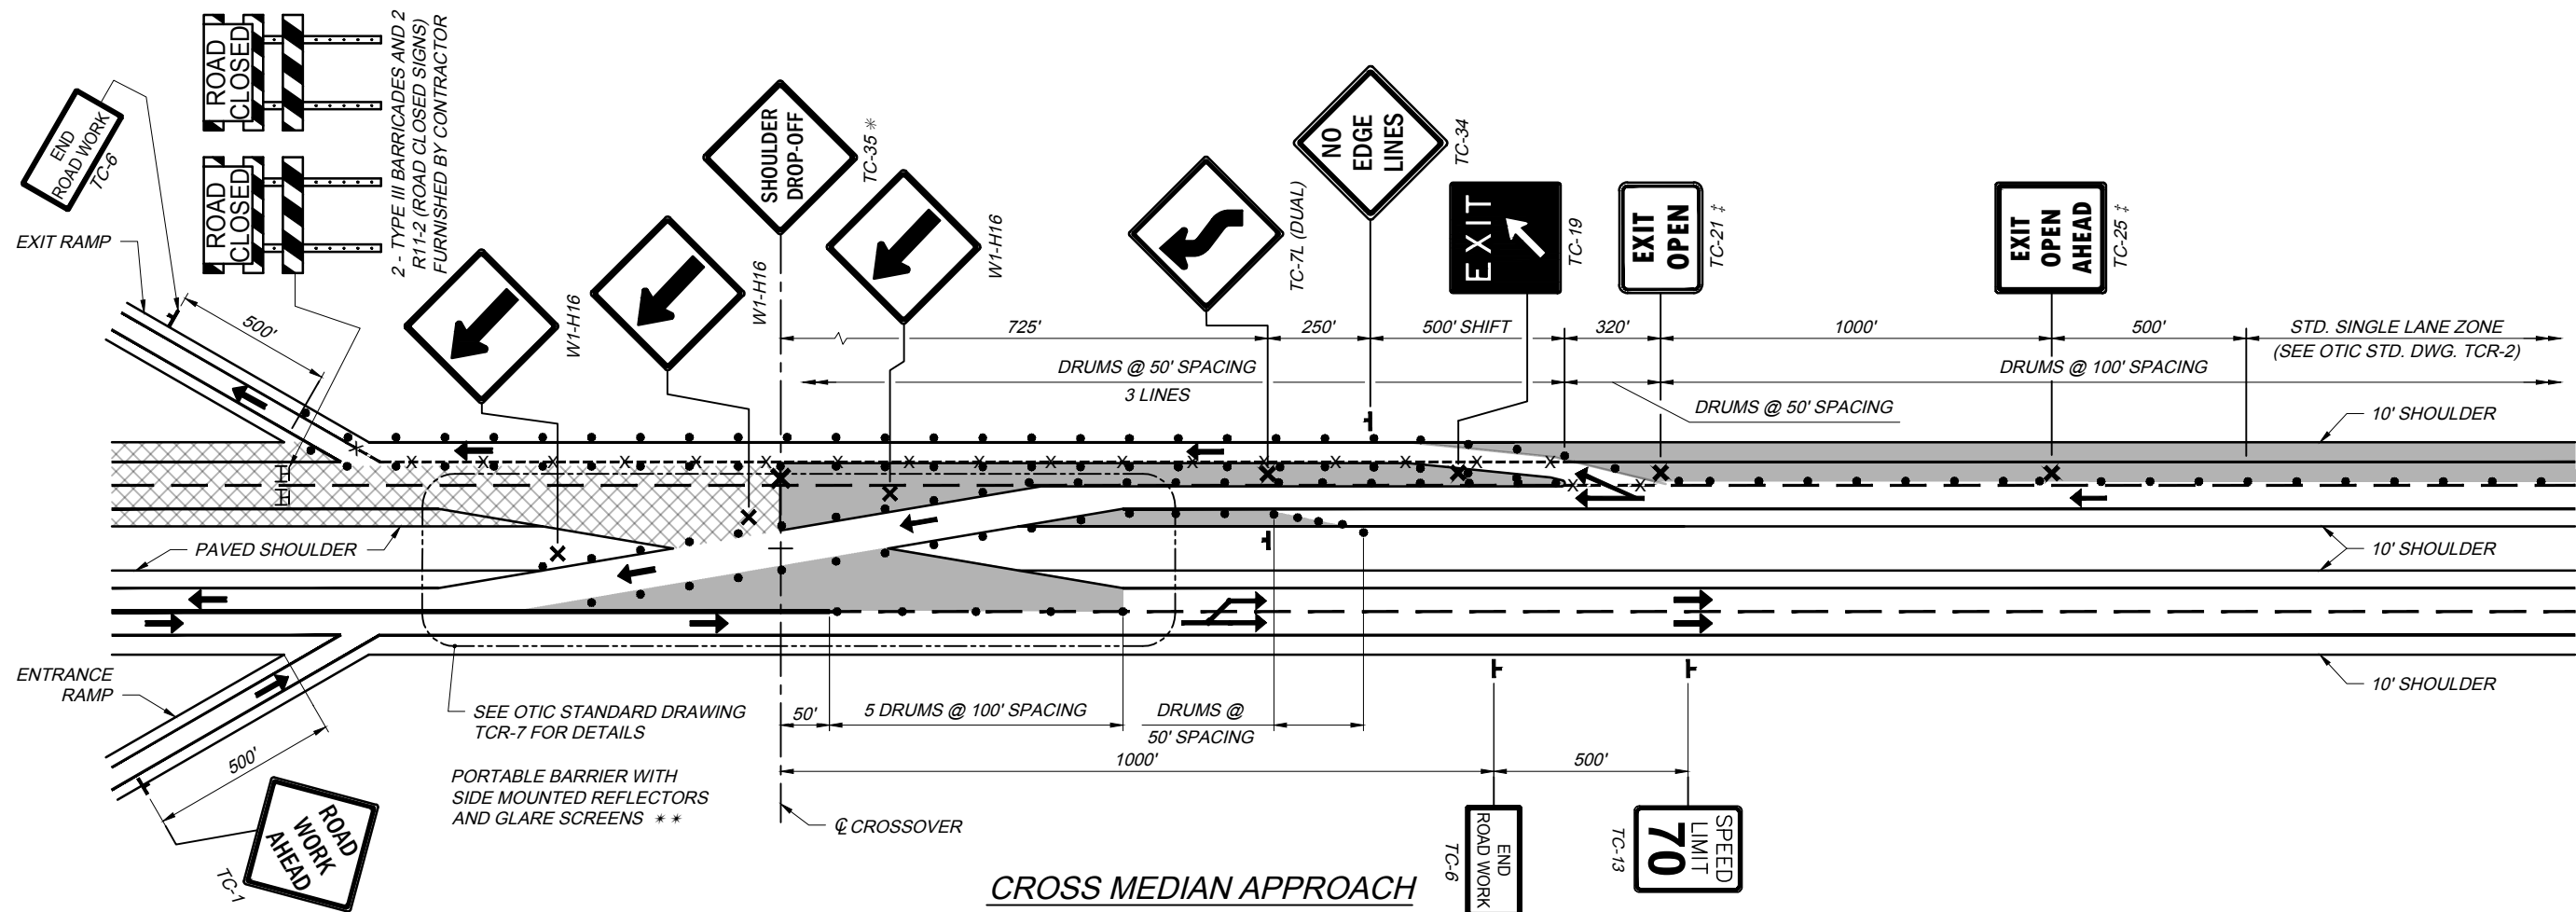 ROAD
CLOSED
ROAD
CLOSED
2 - TYPE III BARRICADES AND 2
R11-2 (ROAD CLOSED SIGNS)
FURNISHED BY CONTRACTOR
END
ROAD WORK
TC-6
EXIT RAMP
500'
W1-H16
W1-H16
SHOULDER
DROP-OFF
TC-35 *
W1-H16
TC-7L (DUAL)
NO
EDGE
LINES
TC-34
EXIT
TC-19
EXIT
OPEN
TC-21 ‡
EXIT
OPEN
AHEAD
TC-25 ‡
725'
250'
500' SHIFT
320'
1000'
500'
STD. SINGLE LANE ZONE
(SEE OTIC STD. DWG. TCR-2)
DRUMS @ 50' SPACING
3 LINES
DRUMS @ 100' SPACING
DRUMS @ 50' SPACING
10' SHOULDER
PAVED SHOULDER
10' SHOULDER
10' SHOULDER
ENTRANCE
RAMP
500'
ROAD
WORK
AHEAD
TC-1
SEE OTIC STANDARD DRAWING
TCR-7 FOR DETAILS
PORTABLE BARRIER WITH
SIDE MOUNTED REFLECTORS
AND GLARE SCREENS * *
50'
5 DRUMS @ 100' SPACING
DRUMS @
50' SPACING
1000'
500'
℄ CROSSOVER
END
ROAD WORK
TC-6
SPEED
LIMIT
70
TC-13
CROSS MEDIAN APPROACH